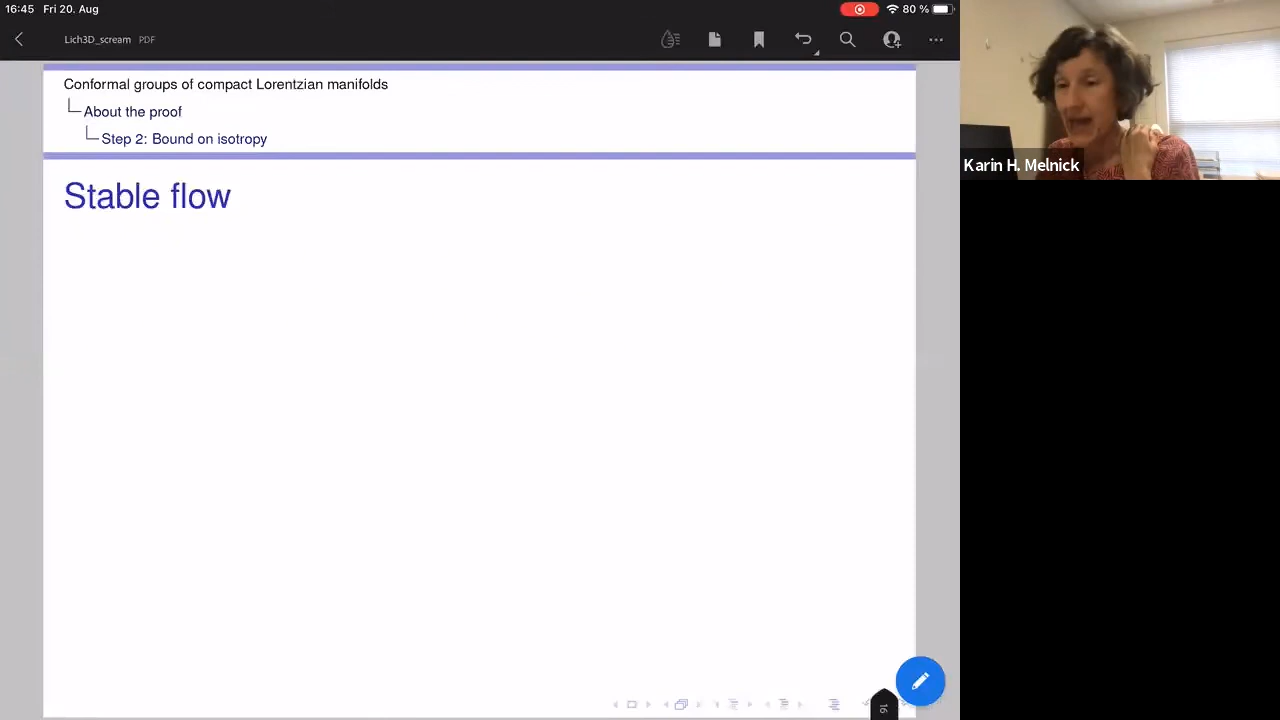 16:45 Fri 20. Aug
80 %
Lich3D_scream PDF
Conformal groups of compact Lorentzian manifolds
About the proof
Step 2: Bound on isotropy
Stable flow
Karin H. Melnick
16